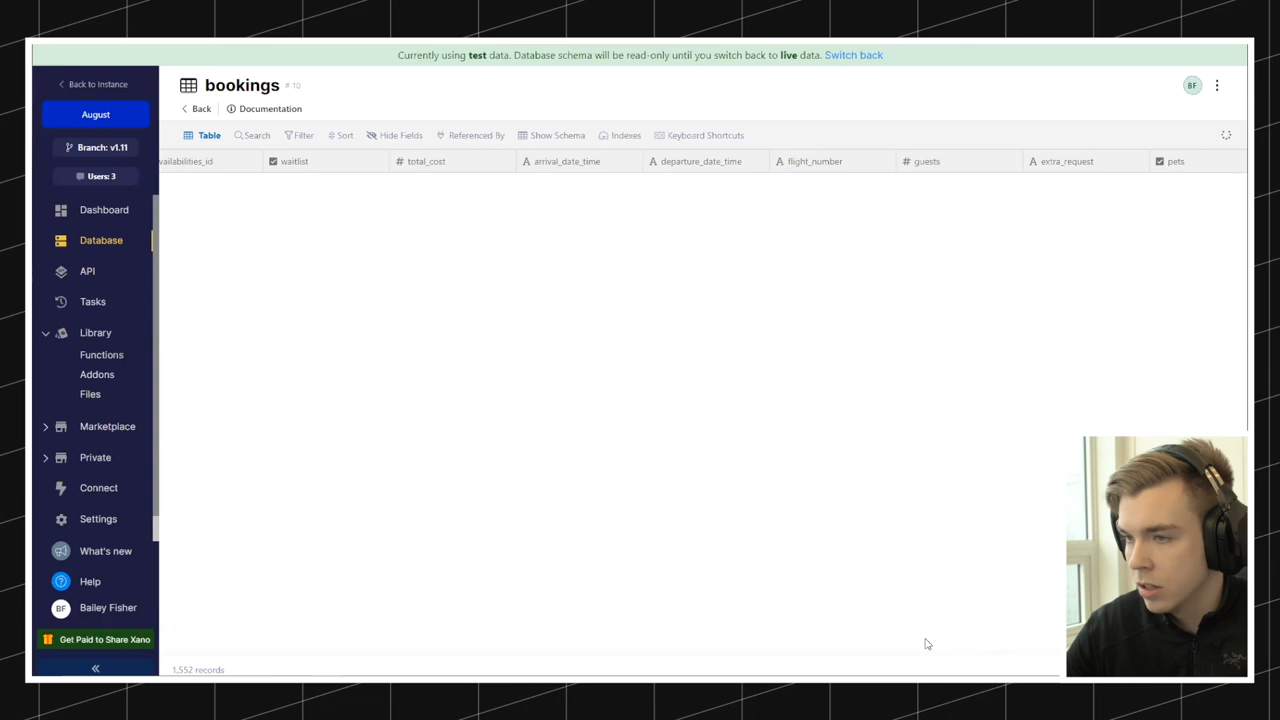 Currently using test data. Database schema will be read-only until you switch back to live data. Switch back
Back to Instance
August
Branch: v1.11
Users: 3
Dashboard
Database
API
Tasks
Library
Functions
Addons
Files
Marketplace
Private
Connect
Settings
What's new
Help
BF Bailey Fisher
Get Paid to Share Xano
bookings # 10
BF
Back Documentation
Table Search Filter Sort Hide Fields Referenced By Show Schema Indexes Keyboard Shortcuts
vailabilities_id waitlist # total_cost A arrival_date_time A departure_date_time A flight_number # guests A extra_request pets
1,552 records